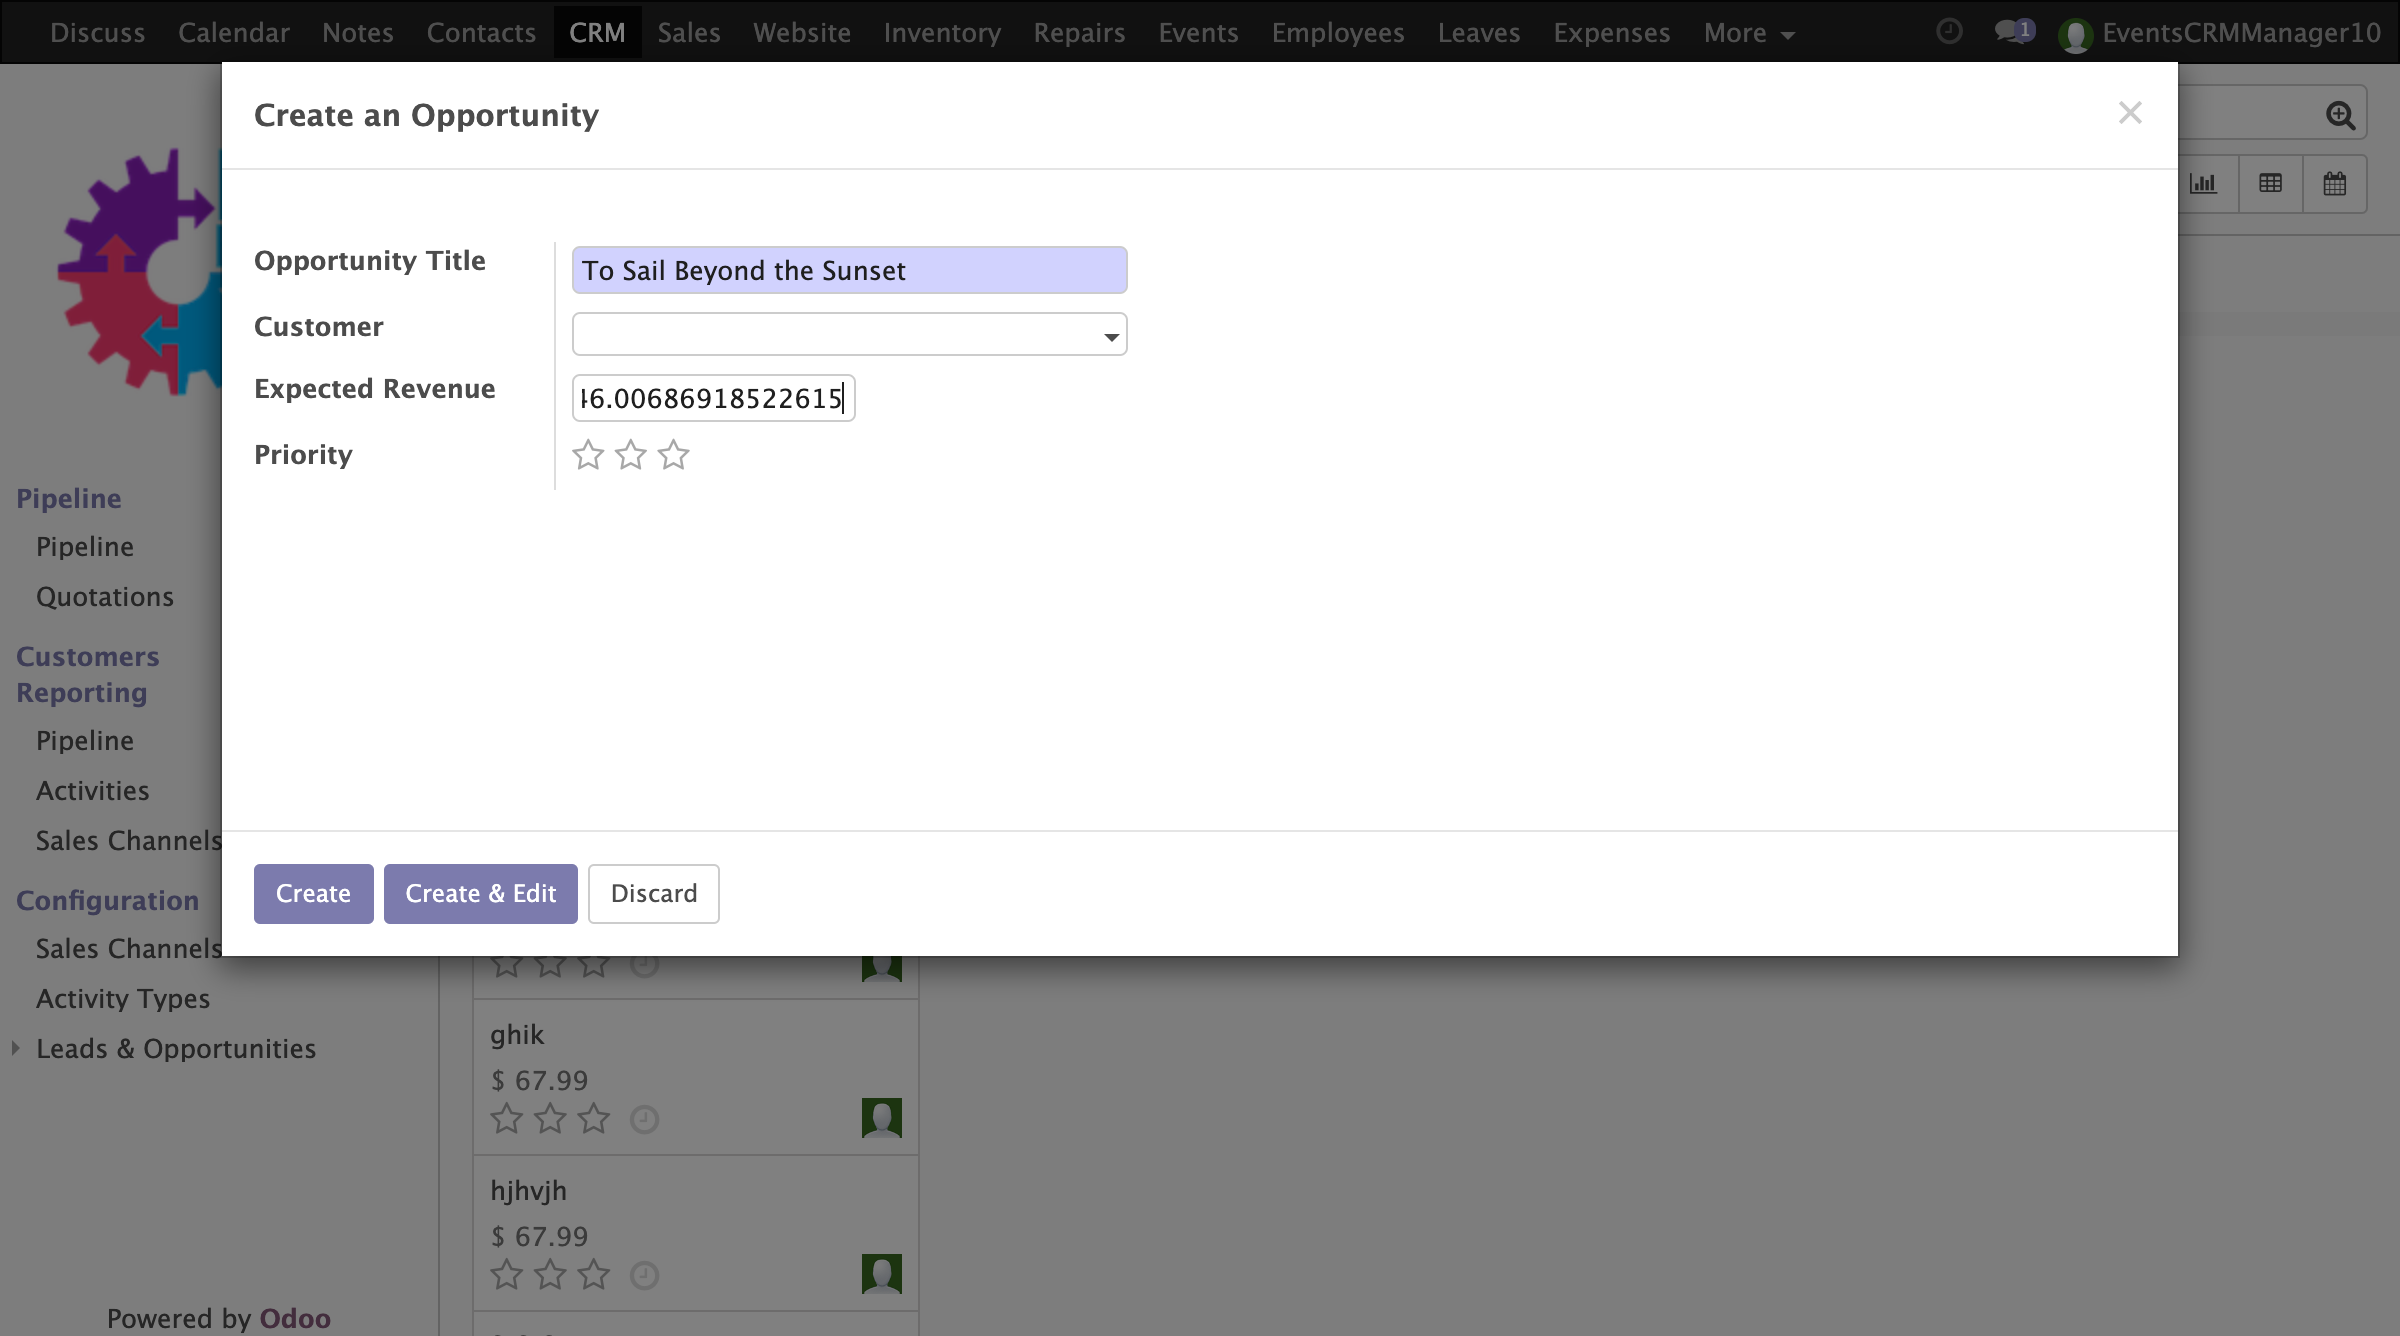 Discuss Calendar Notes Contacts CRM Sales Website Inventory Repairs Events Employees Leaves Expenses More 1 EventsCRMManager10
Create an Opportunity
Opportunity Title To Sail Beyond the Sunset
Customer
Expected Revenue 46.00686918522615
Priority
Create Create & Edit Discard
Pipeline
Pipeline
Quotations
Customers
Reporting
Pipeline
Activities
Sales Channels
Configuration
Sales Channels
Activity Types
Leads & Opportunities
Powered by Odoo
ghik
$ 67.99
hjhvjh
$ 67.99